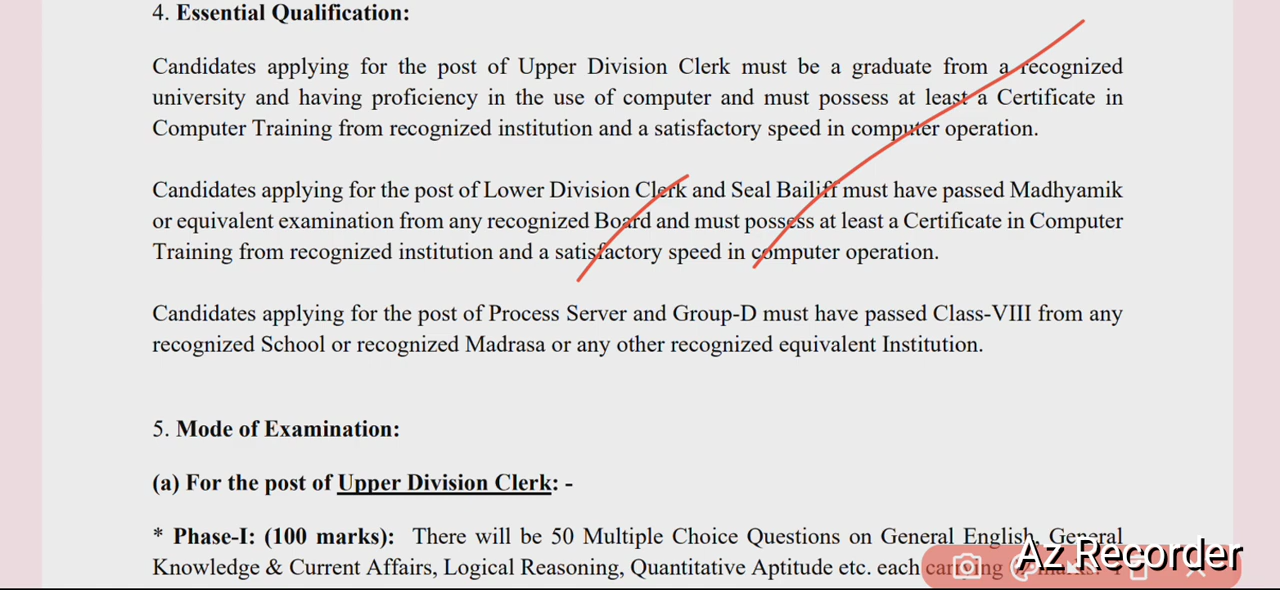 4. Essential Qualification:
Candidates applying for the post of Upper Division Clerk must be a graduate from a recognized
university and having proficiency in the use of computer and must possess at least a Certificate in
Computer Training from recognized institution and a satisfactory speed in computer operation.
Candidates applying for the post of Lower Division Clerk and Seal Bailiff must have passed Madhyamik
or equivalent examination from any recognized Board and must possess at least a Certificate in Computer
Training from recognized institution and a satisfactory speed in computer operation.
Candidates applying for the post of Process Server and Group-D must have passed Class-VIII from any
recognized School or recognized Madrasa or any other recognized equivalent Institution.
5. Mode of Examination:
(a) For the post of Upper Division Clerk: -
* Phase-I: (100 marks): There will be 50 Multiple Choice Questions on General English, General
Knowledge & Current Affairs, Logical Reasoning, Quantitative Aptitude etc. each carrying
Az Recorder